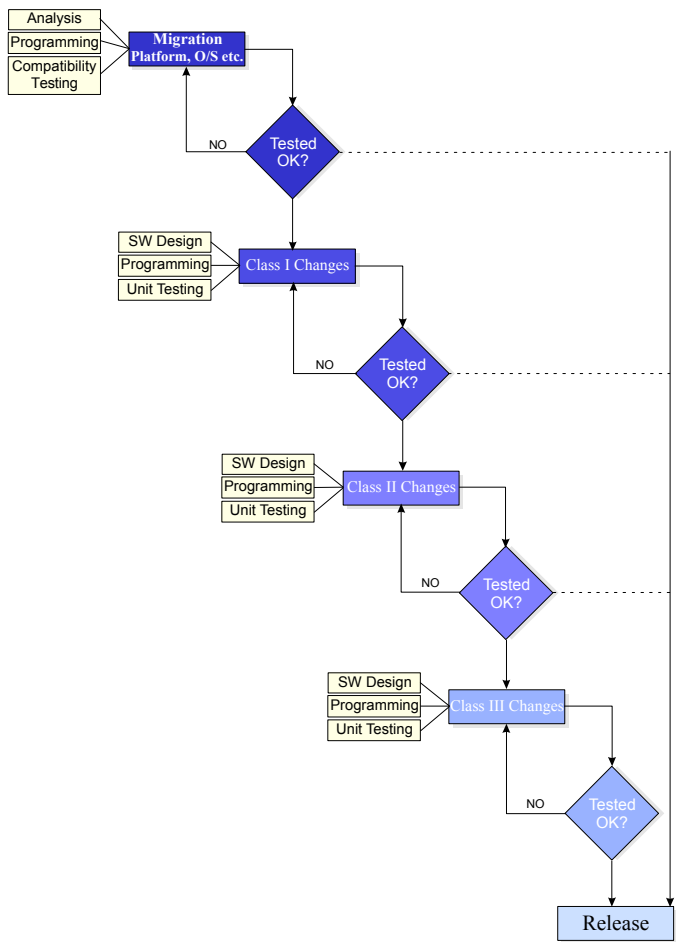 Analysis
Programming
Compatibility
Testing
Migration
Platform, O/S etc.
NO
Tested
OK?
SW Design
Programming
Unit Testing
Class I Changes
NO
Tested
OK?
SW Design
Programming
Unit Testing
Class II Changes
NO
Tested
OK?
SW Design
Programming
Unit Testing
Class III Changes
NO
Tested
OK?
Release